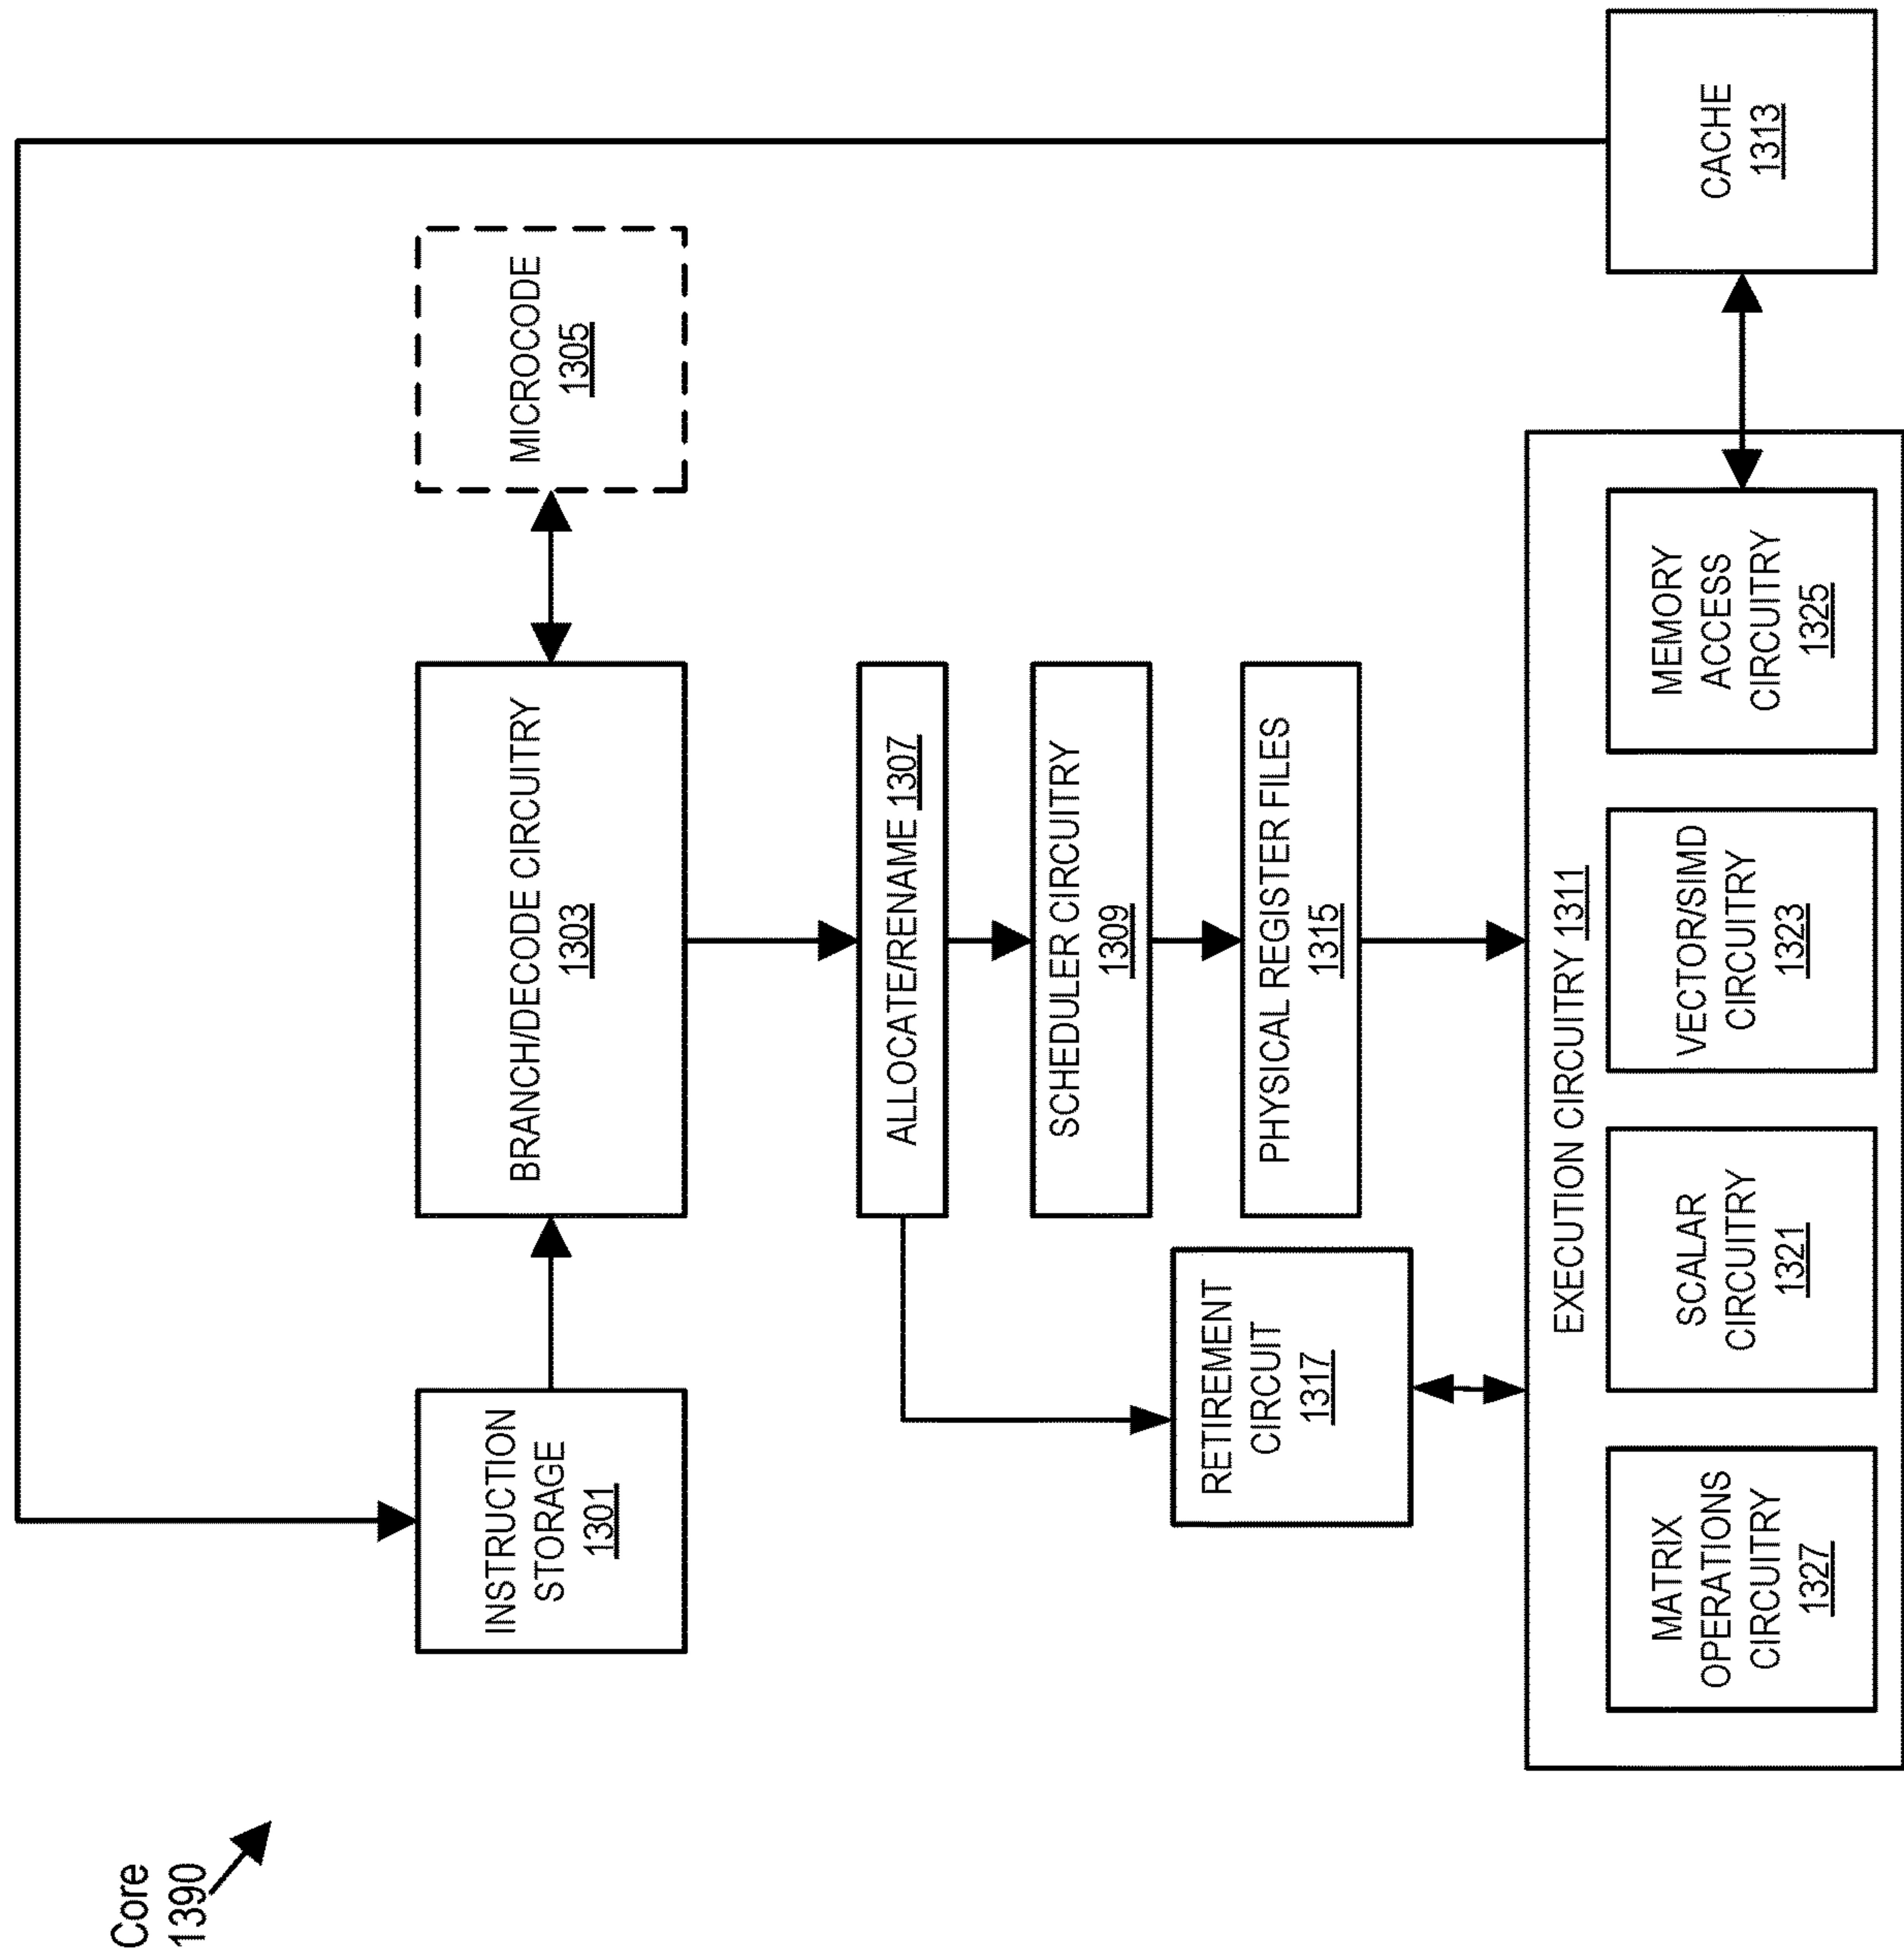 Core
1390
INSTRUCTION
STORAGE
1301
BRANCH/DECODE CIRCUITRY
1303
MICROCODE
1305
ALLOCATE/RENAME 1307
SCHEDULER CIRCUITRY
1309
PHYSICAL REGISTER FILES
1315
RETIREMENT
CIRCUIT
1317
EXECUTION CIRCUITRY 1311
MATRIX
OPERATIONS
CIRCUITRY
1327
SCALAR
CIRCUITRY
1321
VECTOR/SIMD
CIRCUITRY
1323
MEMORY
ACCESS
CIRCUITRY
1325
CACHE
1313